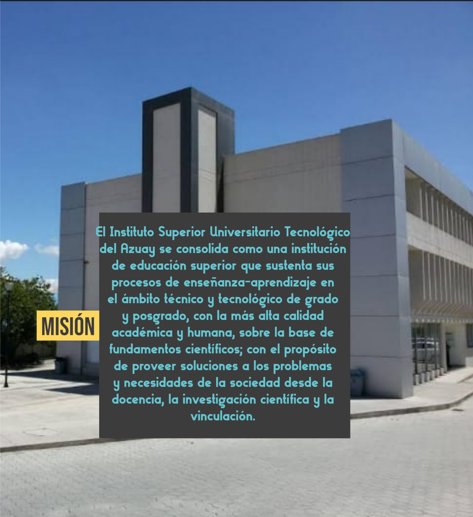 El Instituto Superior Universitario Tecnológico
del Azuay se consolida como una institución
de educación superior que sustenta sus
procesos de enseñanza-aprendizaje en
el ámbito técnico y tecnológico de grado
y posgrado, con la más alta calidad
académica y humana, sobre la base de
fundamentos científicos; con el propósito
de proveer soluciones a los problemas
y necesidades de la sociedad desde la
docencia, la investigación científica y la
vinculación.
MISIÓN